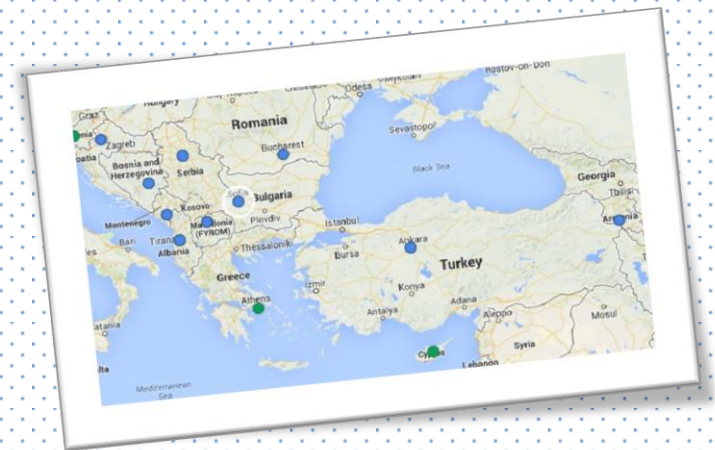 Rostov-on-Don
Odesa
Hungary
Graz
Romania
Sevastopol
Zagreb
Bucharest
Black Sea
Bosnia and
Herzegovina
Serbia
Georgia
Tbilisi
Sofia
Bulgaria
Kosovo
Plovdiv
Montenegro
Macedonia
(FYROM)
Armenia
Istanbul
Bari
Tirana
Albania
Thessaloniki
Ankara
Bursa
Turkey
Greece
Izmir
Konya
Athens
Adana
Antalya
Aleppo
Mosul
Catania
Cyprus
Syria
Lebanon
Mediterranean
Sea